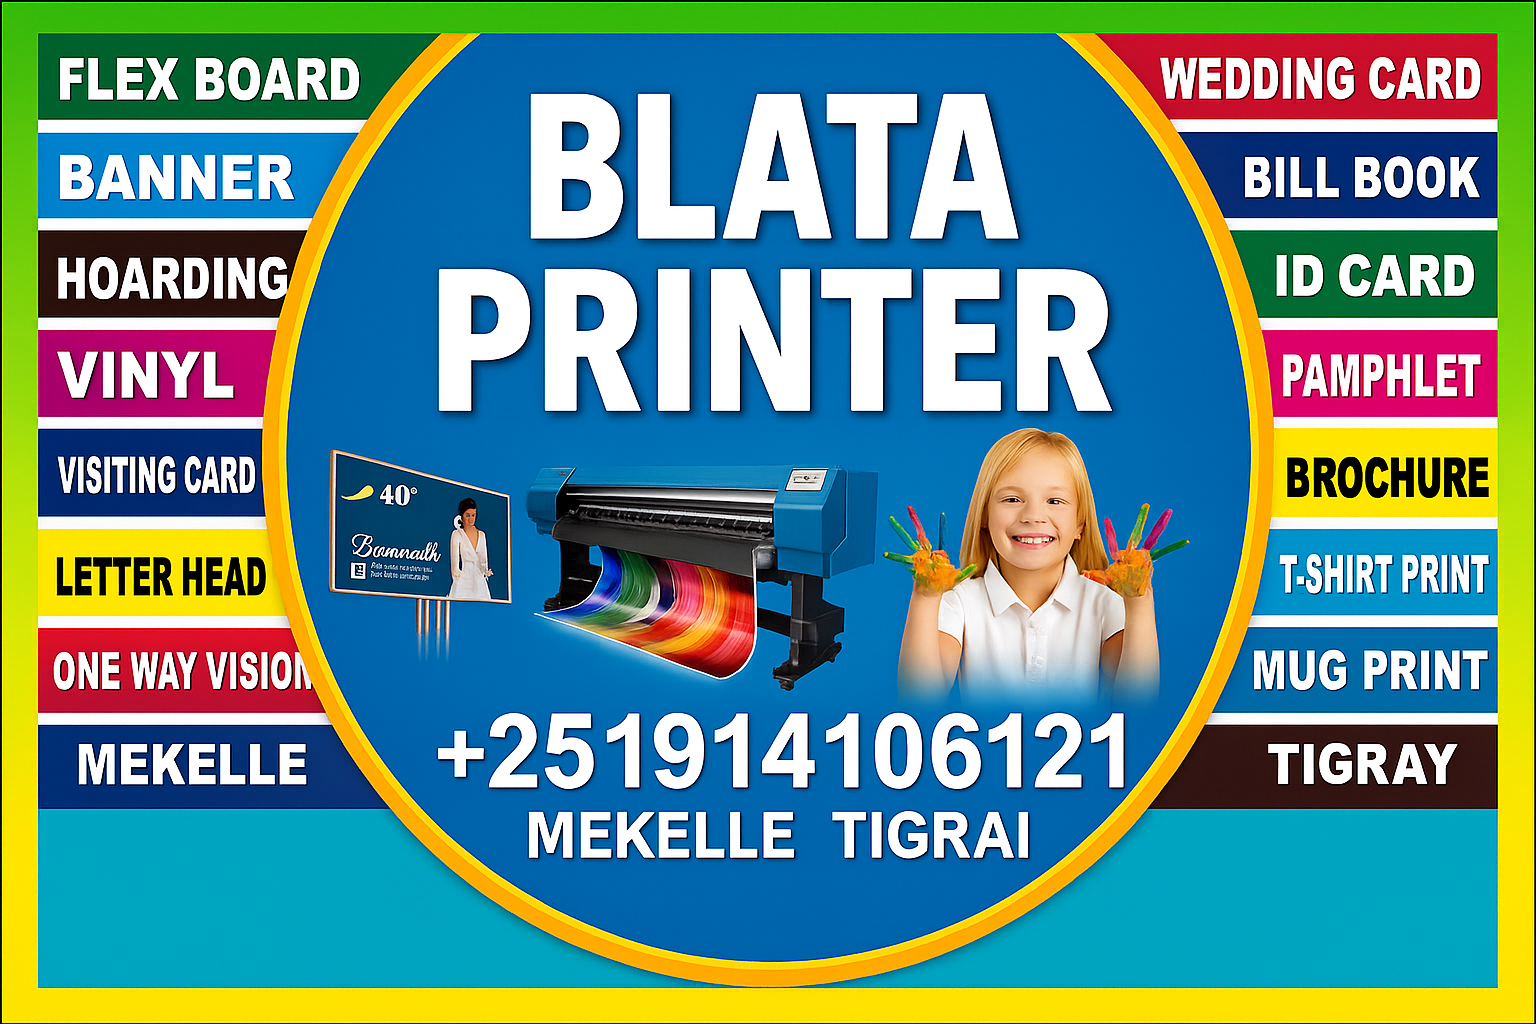 FLEX BOARD
BANNER
HOARDING
VINYL
VISITING CARD
LETTER HEAD
ONE WAY VISION
MEKELLE
BLATA
PRINTER
40°
+251914106121
MEKELLE TIGRAI
WEDDING CARD
BILL BOOK
ID CARD
PAMPHLET
BROCHURE
T-SHIRT PRINT
MUG PRINT
TIGRAY